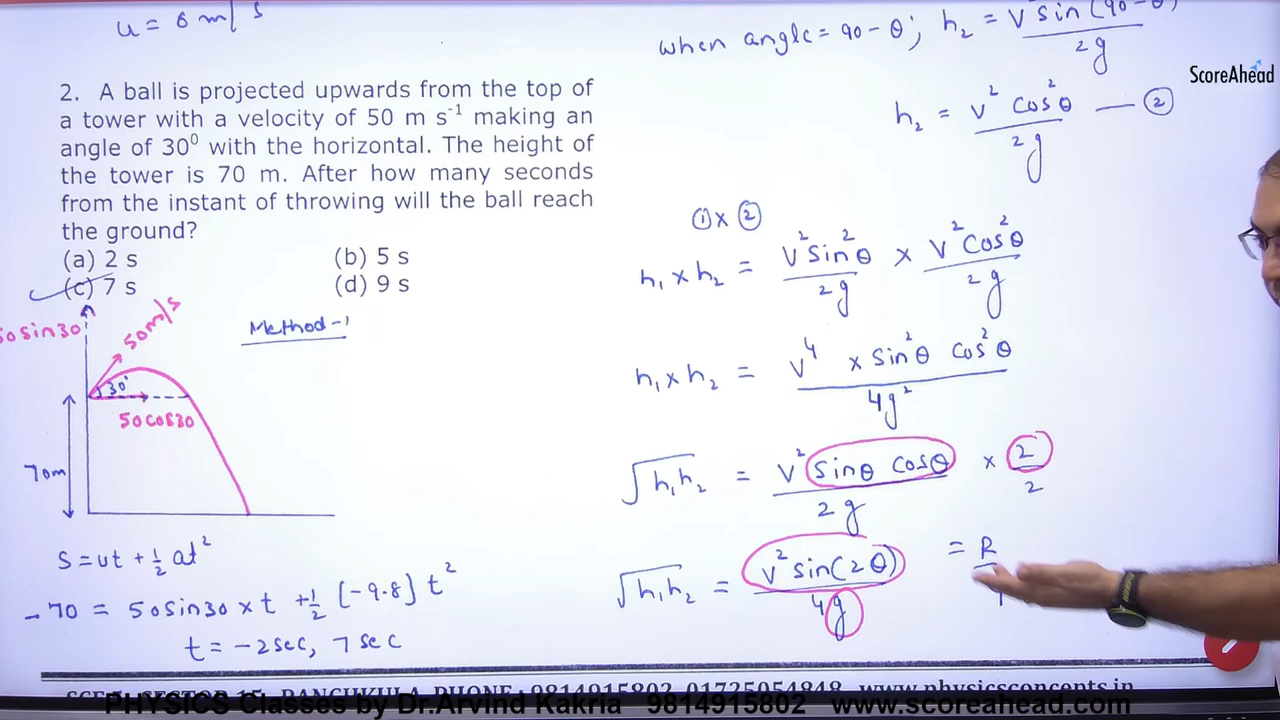 u = 6 m/s
when angle = 90 - θ; h₂ = v² sin²(90-θ)
2g
ScoreAhead
h₂ = v² cos²θ — ②
2g
2. A ball is projected upwards from the top of
a tower with a velocity of 50 m s⁻¹ making an
angle of 30⁰ with the horizontal. The height of
the tower is 70 m. After how many seconds
from the instant of throwing will the ball reach
the ground?
(a) 2 s (b) 5 s
(c) 7 s (d) 9 s
50sin30
50m/s
30°
50cos30
70m
Method-1
S = ut + ½ at²
-70 = 50sin30 × t + ½ (-9.8) t²
t = -2sec, 7 sec
① × ②
h₁ × h₂ = v² sin²θ × v² cos²θ
2g 2g
h₁ × h₂ = v⁴ × sin²θ cos²θ
4g²
√h₁h₂ = v² sinθ cosθ × 2
2g 2
√h₁h₂ = v² sin(2θ) = R
4g
PHYSICS Classes by Dr.Arvind Kakria 9814915802 www.scoreahead.com